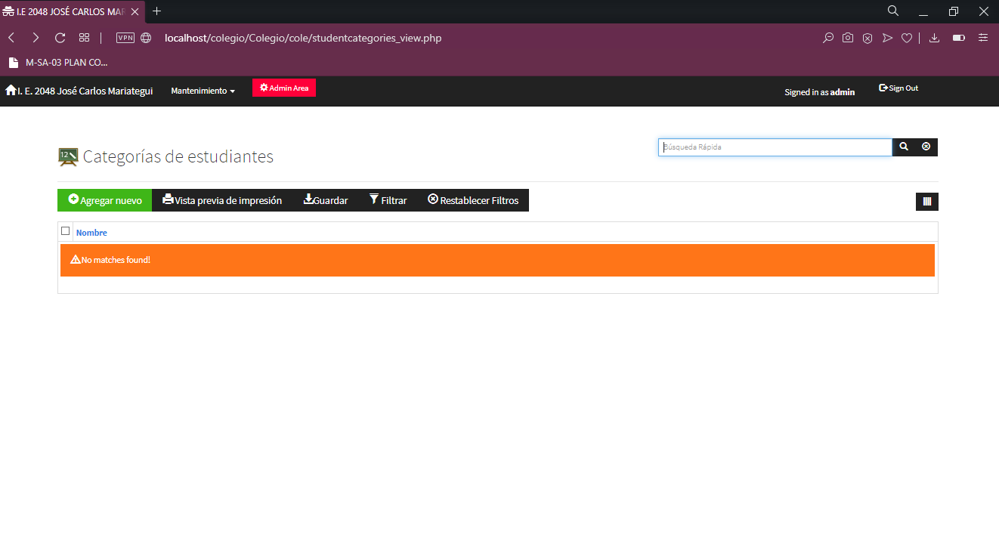 I.E 2048 JOSÉ CARLOS MAR
VPN
localhost/colegio/Colegio/cole/studentcategories_view.php
M-SA-03 PLAN CO...
I. E. 2048 José Carlos Mariategui
Mantenimiento
Admin Area
Signed in as admin
Sign Out
12
Categorías de estudiantes
Búsqueda Rápida
Agregar nuevo
Vista previa de impresión
Guardar
Filtrar
Restablecer Filtros
Nombre
No matches found!